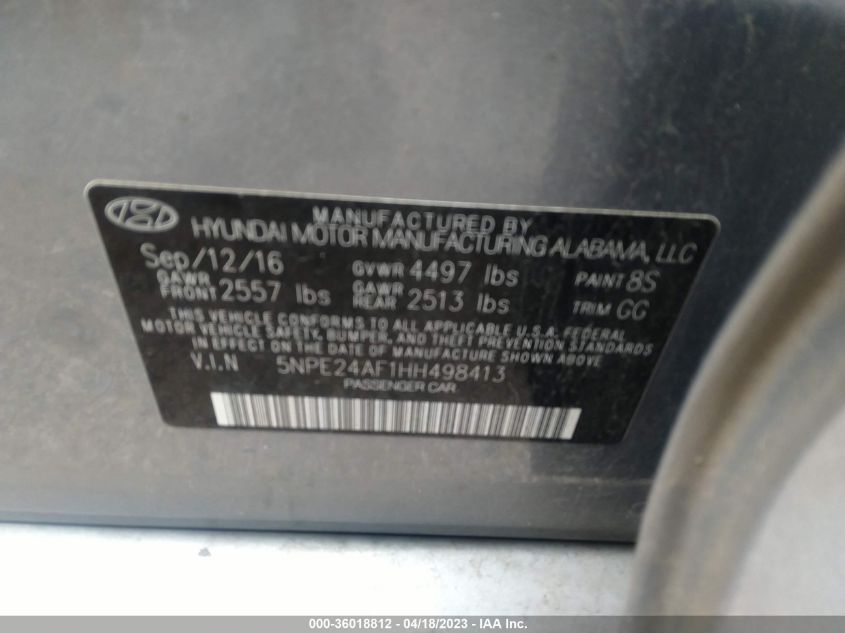 MANUFACTURED BY
HYUNDAI MOTOR MANUFACTURING ALABAMA, LLC
Sep/12/16 GVWR 4497 lbs PAINT 8S
GAWR FRONT 2557 lbs GAWR REAR 2513 lbs TRIM GG
THIS VEHICLE CONFORMS TO ALL APPLICABLE U.S.A. FEDERAL
MOTOR VEHICLE SAFETY, BUMPER, AND THEFT PREVENTION STANDARDS
IN EFFECT ON THE DATE OF MANUFACTURE SHOWN ABOVE.
V.I.N 5NPE24AF1HH498413
PASSENGER CAR
000-36018812 - 04/18/2023 - IAA Inc.